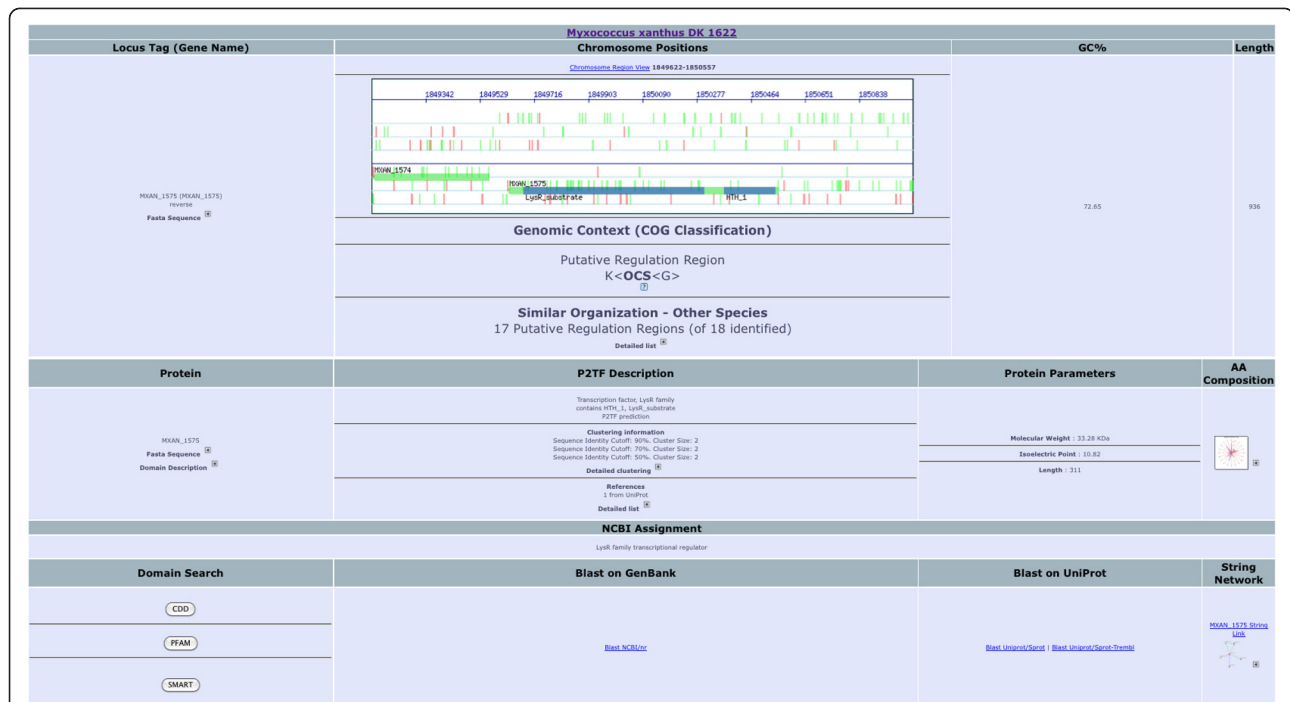 Myxococcus xanthus DK 1622
Locus Tag (Gene Name)
Chromosome Positions
GC%
Length
MXAN_1575 (MXAN_1575)
reverse
Fasta Sequence
Chromosome Region View 1849622-1850557
1849342 1849529 1849716 1849903 1850090 1850277 1850464 1850651 1850838
MXAN_1574
MXAN_1575
LysR_substrate HTH_1
Genomic Context (COG Classification)
Putative Regulation Region
K<OCS<G>
?
Similar Organization - Other Species
17 Putative Regulation Regions (of 18 identified)
Detailed list
72.65
936
Protein
P2TF Description
Protein Parameters
AA
Composition
MXAN_1575
Fasta Sequence
Domain Description
Transcription factor, LysR family
contains HTH_1, LysR_substrate
P2TF prediction
Clustering information
Sequence Identity Cutoff: 90%. Cluster Size: 2
Sequence Identity Cutoff: 70%. Cluster Size: 2
Sequence Identity Cutoff: 50%. Cluster Size: 2
Detailed clustering
References
1 from UniProt
Detailed list
Molecular Weight : 33.28 KDa
Isoelectric Point : 10.82
Length : 311
NCBI Assignment
LysR family transcriptional regulator
Domain Search
Blast on GenBank
Blast on UniProt
String
Network
CDD
PFAM
SMART
Blast NCBI/nr
Blast Uniprot/Sprot | Blast Uniprot/Sprot-Trembl
MXAN_1575 String
Link